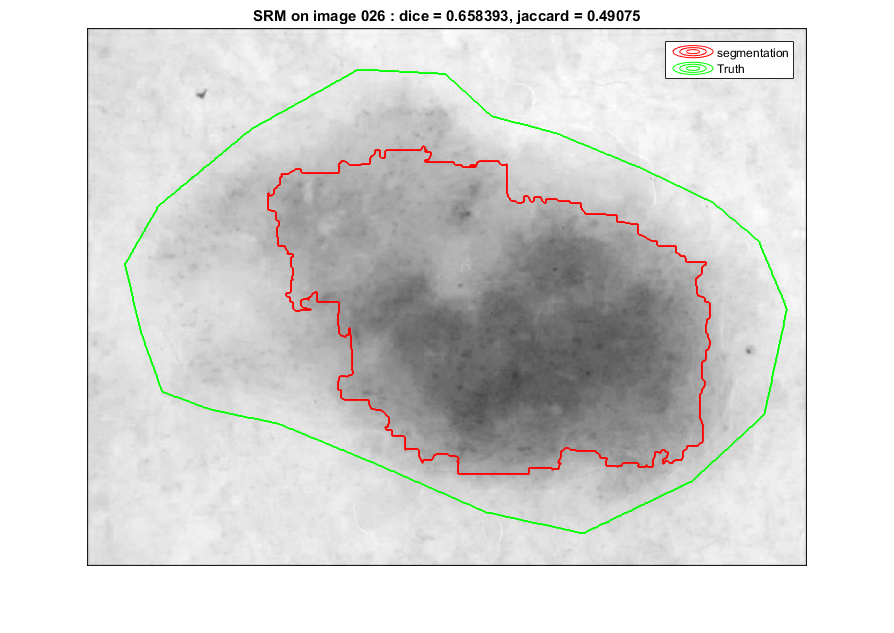 SRM on image 026 : dice = 0.658393, jaccard = 0.49075
segmentation
Truth